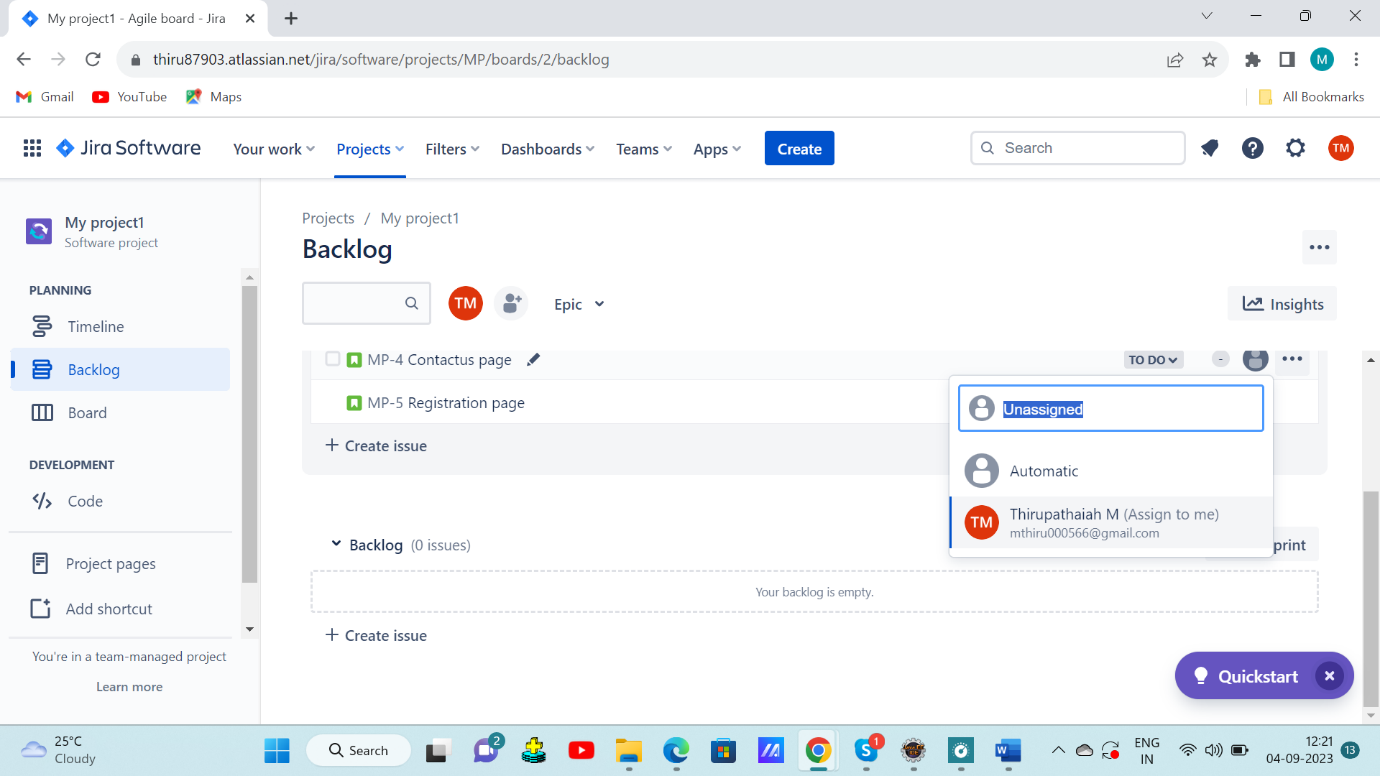 My project1 - Agile board - Jira
thiru87903.atlassian.net/jira/software/projects/MP/boards/2/backlog
M
Gmail YouTube Maps All Bookmarks
Jira Software Your work Projects Filters Dashboards Teams Apps Create Search TM
My project1
Software project
PLANNING
Timeline
Backlog
Board
DEVELOPMENT
Code
Project pages
Add shortcut
You're in a team-managed project
Learn more
Projects / My project1
Backlog
TM Epic Insights
MP-4 Contactus page TO DO -
MP-5 Registration page
+ Create issue
Unassigned
Automatic
TM Thirupathaiah M (Assign to me)
mthiru000566@gmail.com
Backlog (0 issues) print
Your backlog is empty.
+ Create issue
Quickstart
25°C
Cloudy
Search
2
1
ENG
IN
12:21
04-09-2023
13